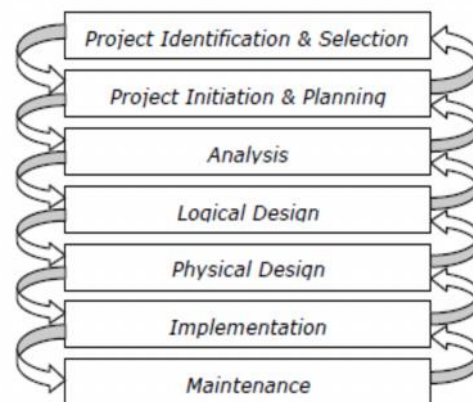 Project Identification & Selection
Project Initiation & Planning
Analysis
Logical Design
Physical Design
Implementation
Maintenance